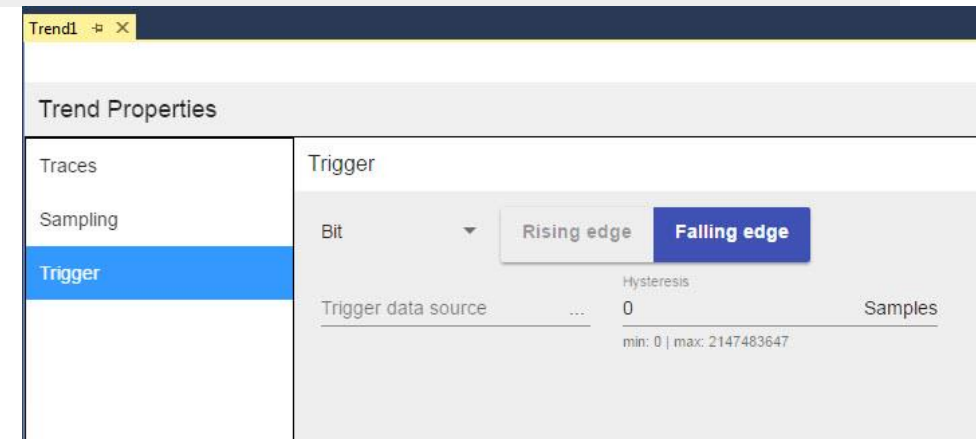 Trend1
Trend Properties
Traces
Sampling
Trigger
Trigger
Bit
Rising edge
Falling edge
Trigger data source ...
Hysteresis
0
Samples
min: 0 | max: 2147483647